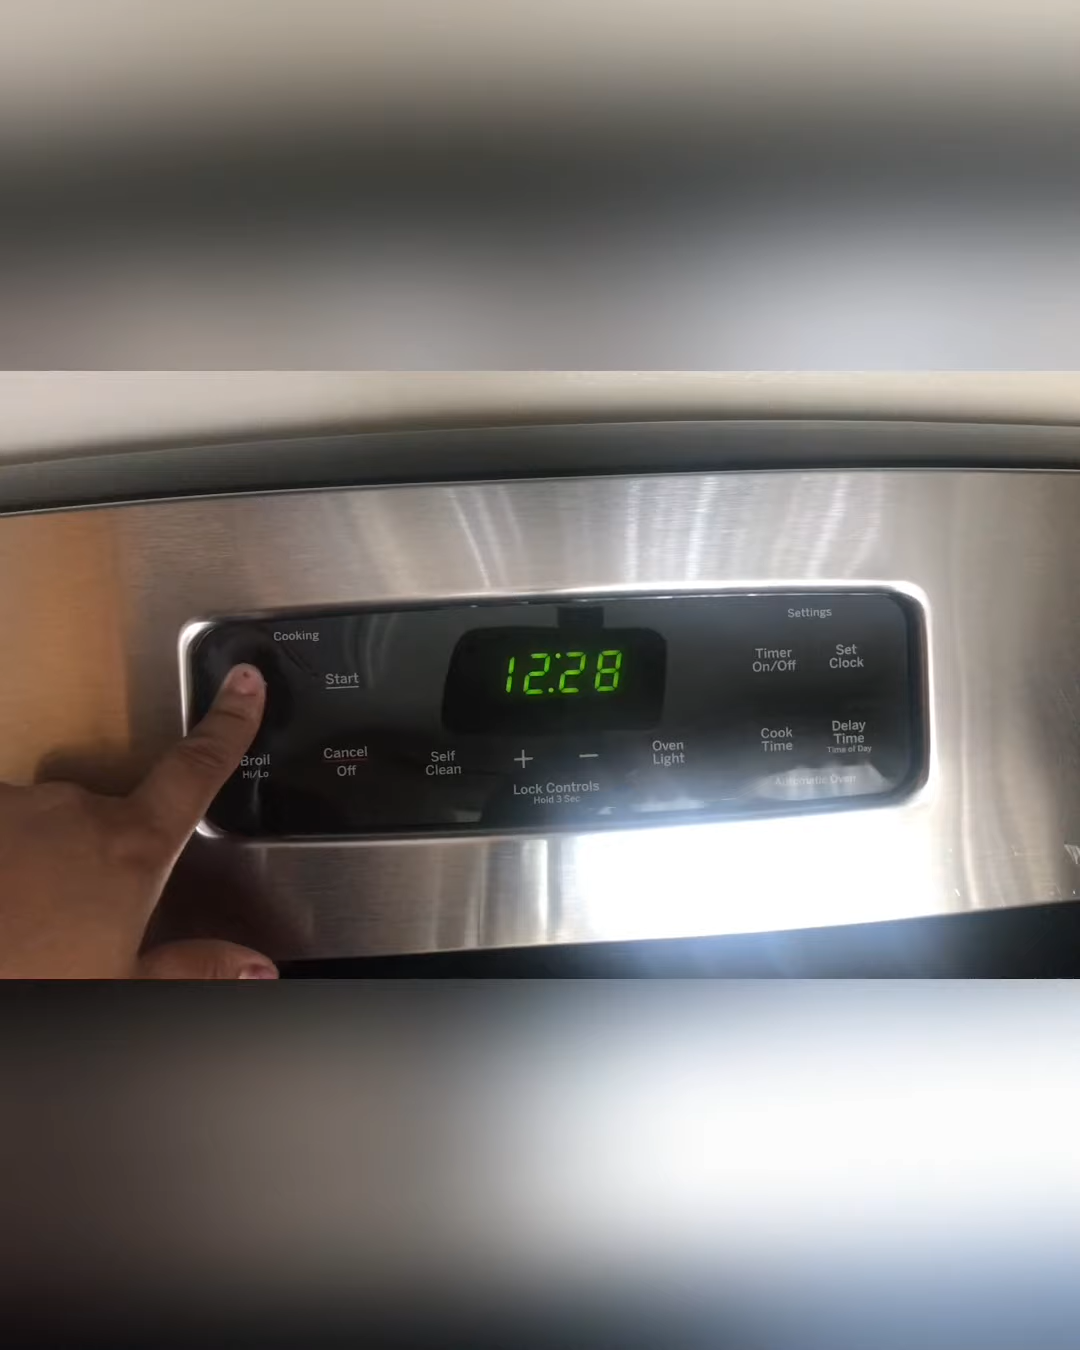 Cooking
Settings
Start
12:28
Timer
On/Off
Set
Clock
Broil
Hi/Lo
Cancel
Off
Self
Clean
+
−
Oven
Light
Cook
Time
Delay
Time
Time of Day
Lock Controls
Hold 3 Sec
Automatic Oven